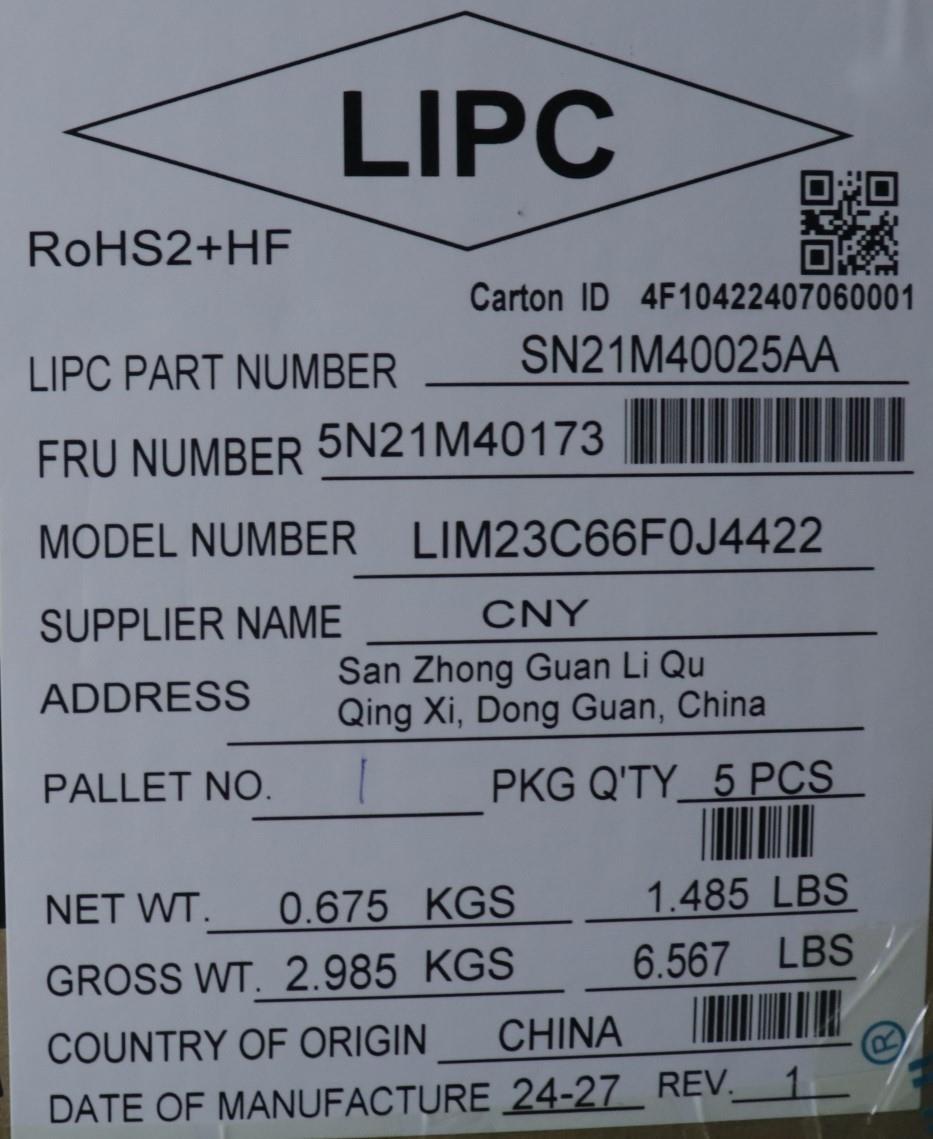 LIPC
RoHS2+HF
Carton ID 4F10422407060001
LIPC PART NUMBER SN21M40025AA
FRU NUMBER 5N21M40173
MODEL NUMBER LIM23C66F0J4422
SUPPLIER NAME CNY
ADDRESS San Zhong Guan Li Qu
Qing Xi, Dong Guan, China
PALLET NO. 1 PKG Q'TY 5 PCS
NET WT. 0.675 KGS 1.485 LBS
GROSS WT. 2.985 KGS 6.567 LBS
COUNTRY OF ORIGIN CHINA
®
DATE OF MANUFACTURE 24-27 REV. 1